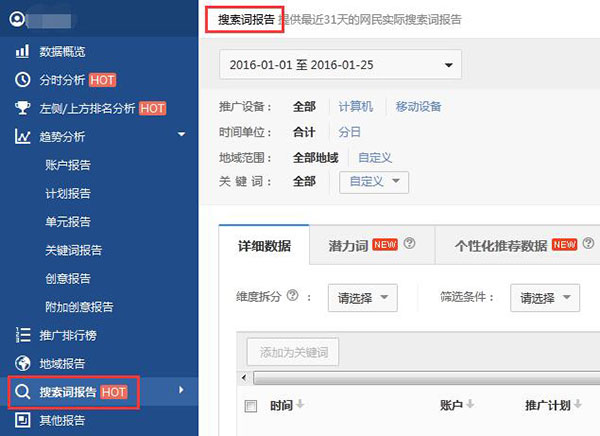 数据概览
分时分析 HOT
左侧/上方排名分析 HOT
趋势分析
账户报告
计划报告
单元报告
关键词报告
创意报告
附加创意报告
推广排行榜
地域报告
搜索词报告 HOT
其他报告
搜索词报告 提供最近31天的网民实际搜索词报告
2016-01-01 至 2016-01-25
推广设备： 全部 计算机 移动设备
时间单位： 合计 分日
地域范围： 全部地域 自定义
关 键 词： 全部 自定义
详细数据 潜力词 NEW ? 个性化推荐数据 NEW ?
维度拆分 ? ： 请选择 筛选条件： 请选择
添加为关键词
时间 账户 推广计划